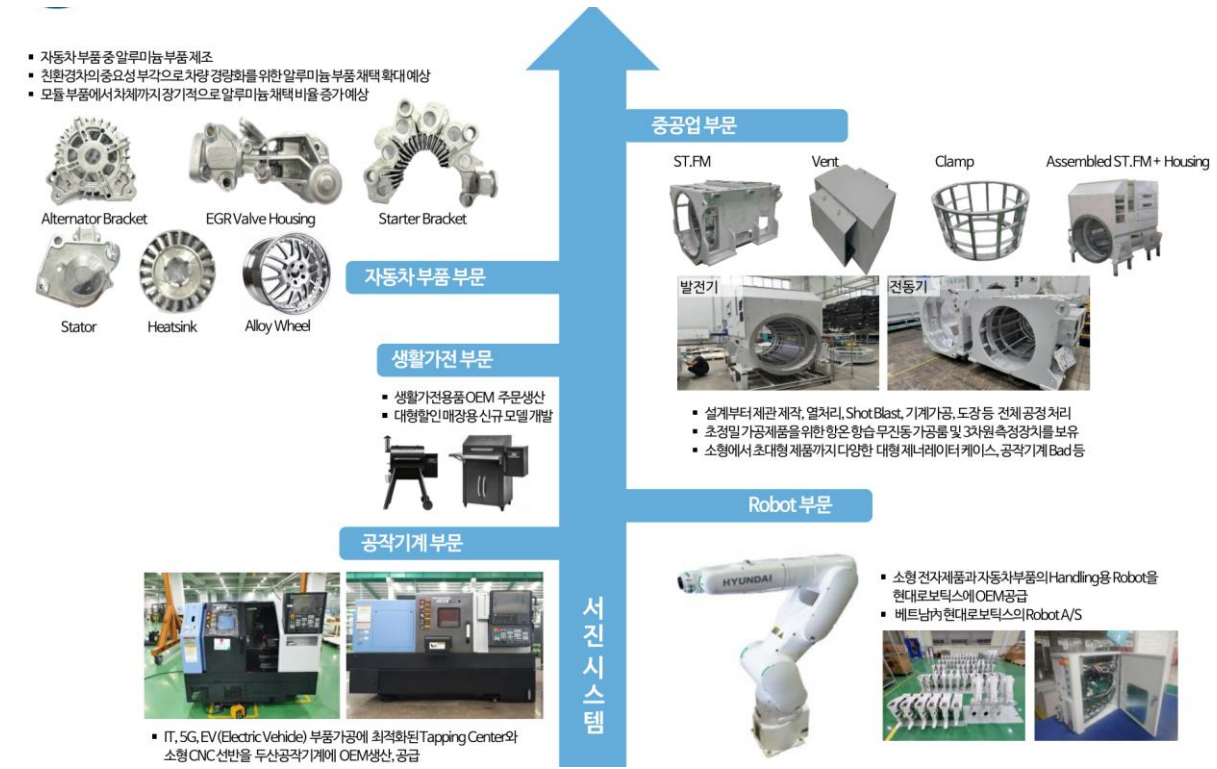 ▪ 자동차 부품 중 알루미늄 부품 제조
▪ 친환경차의 중요성 부각으로 차량 경량화를 위한 알루미늄 부품 채택 확대 예상
▪ 모듈 부품에서 차체까지 장기적으로 알루미늄 채택 비율 증가 예상
Alternator Bracket
EGR Valve Housing
Starter Bracket
Stator
Heatsink
Alloy Wheel
자동차 부품 부문
생활가전 부문
▪ 생활가전용품 OEM 주문생산
▪ 대형할인 매장용 신규 모델 개발
공작기계 부문
▪ IT, 5G, EV(Electric Vehicle) 부품가공에 최적화된 Tapping Center와
소형 CNC 선반을 두산공작기계에 OEM생산, 공급
서진시스템
중공업 부문
ST.FM
Vent
Clamp
Assembled ST.FM + Housing
발전기
전동기
▪ 설계부터 제관 제작, 열처리, Shot Blast, 기계가공, 도장 등 전체 공정 처리
▪ 초정밀 가공제품을 위한 항온 항습 무진동 가공룸 및 3차원 측정장치를 보유
▪ 소형에서 초대형 제품까지 다양한 대형 제너레이터 케이스, 공작기계 Bad 등
Robot 부문
HYUNDAI
▪ 소형 전자제품과 자동차부품의 Handling용 Robot을
현대로보틱스에 OEM공급
▪ 베트남內 현대로보틱스의 Robot A/S